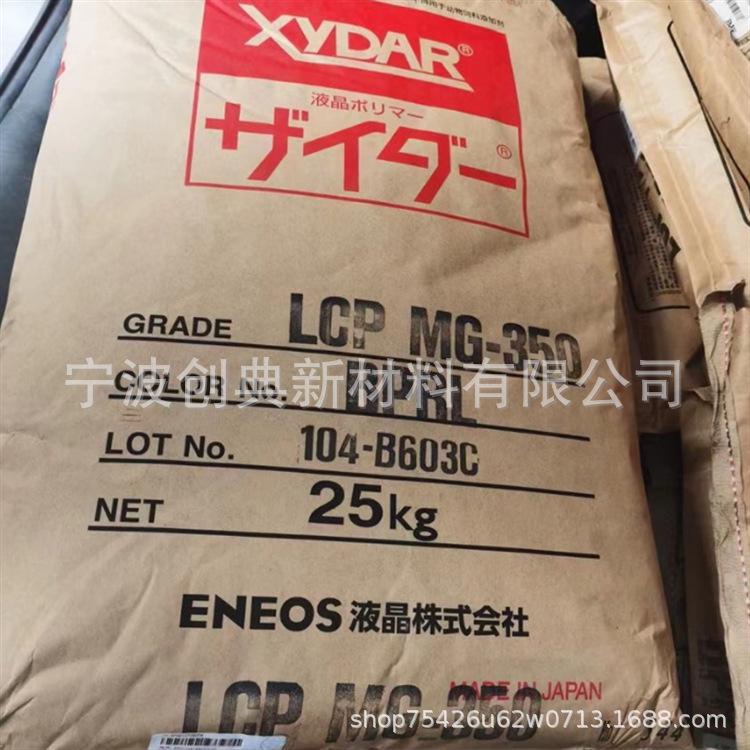 XYDAR®
液晶ポリマー
ザイダー®
GRADE LCP MG-350
宁波创典新材料有限公司
COLOR No. BPRL
LOT No. 104-B603C
NET 25kg
ENEOS 液晶株式会社
MADE IN JAPAN
LCP MG-350
shop75426u62w0713.1688.com